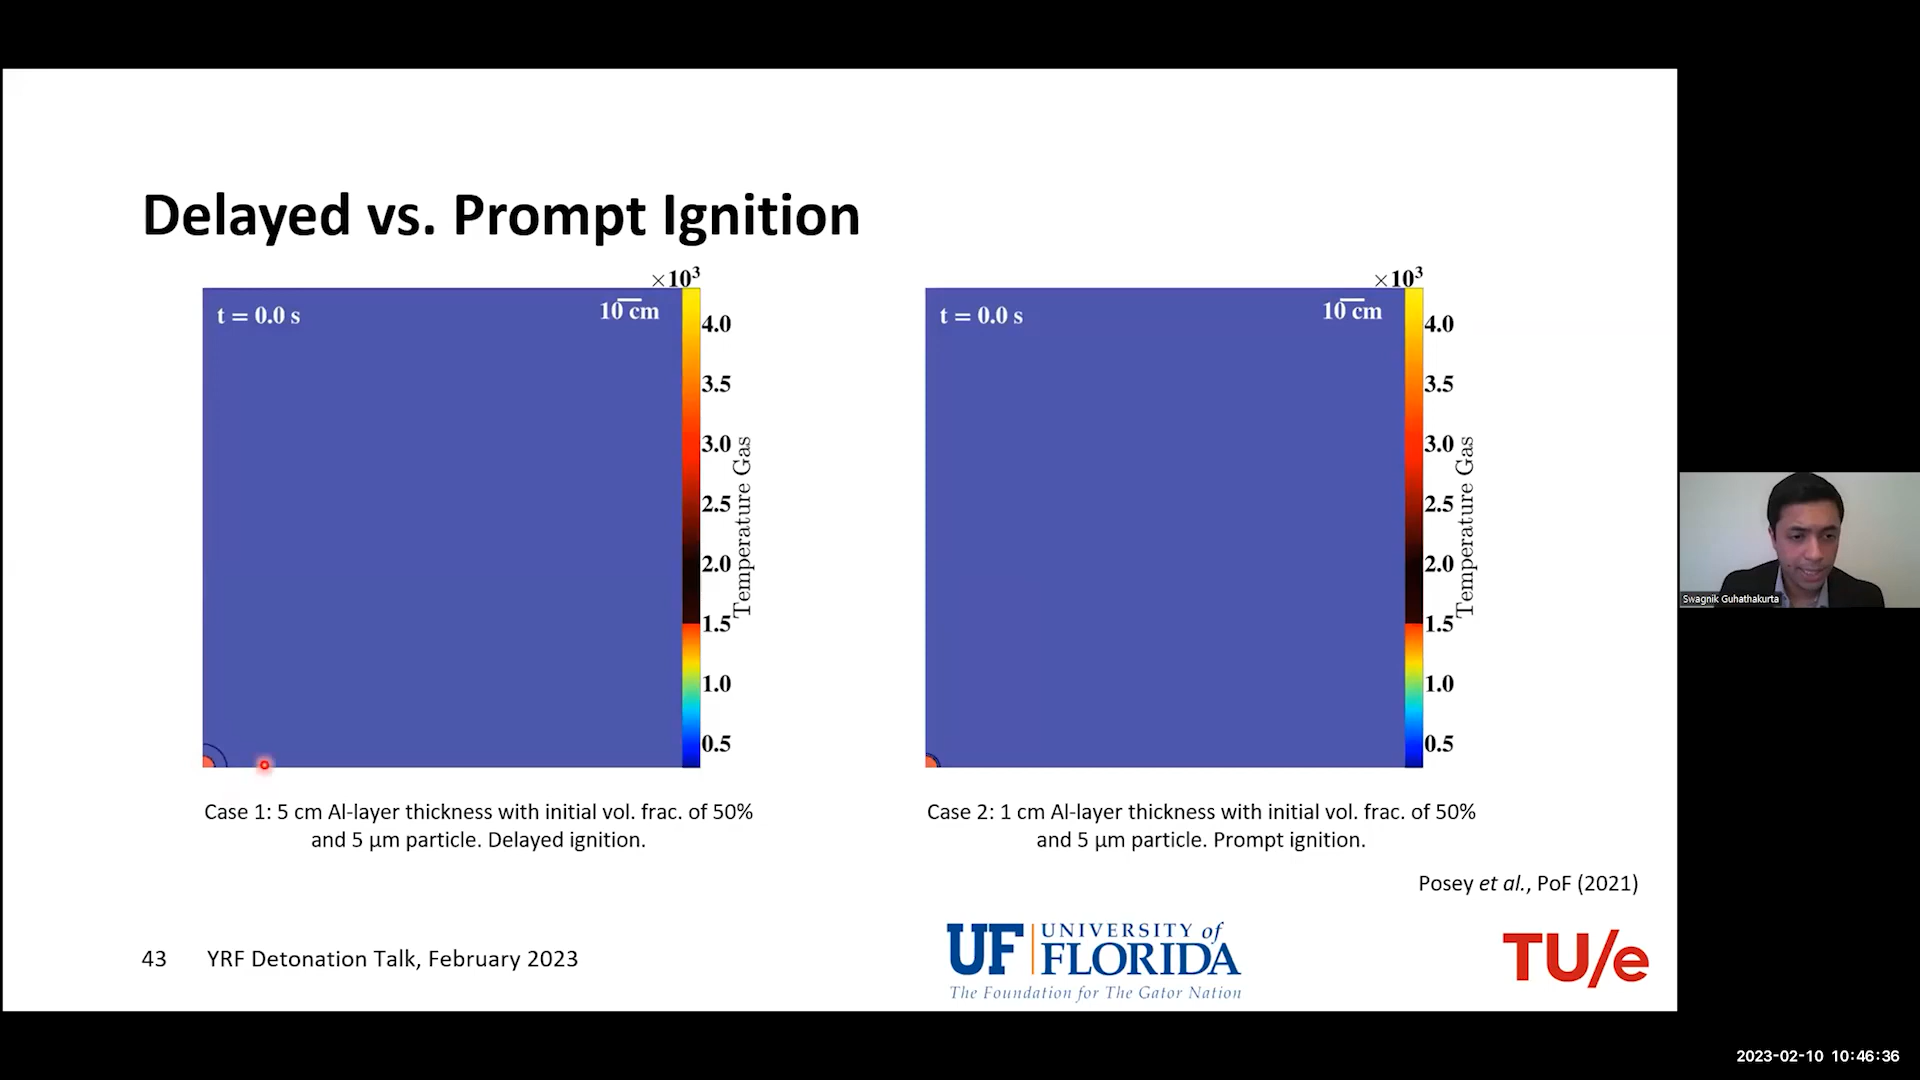 Delayed vs. Prompt Ignition
×10³
t = 0.0 s
10 cm
4.0
3.5
3.0
2.5
2.0
1.5
1.0
0.5
Temperature Gas
×10³
t = 0.0 s
10 cm
4.0
3.5
3.0
2.5
2.0
1.5
1.0
0.5
Temperature Gas
Case 1: 5 cm Al-layer thickness with initial vol. frac. of 50%
and 5 µm particle. Delayed ignition.
Case 2: 1 cm Al-layer thickness with initial vol. frac. of 50%
and 5 µm particle. Prompt ignition.
Posey et al., PoF (2021)
43 YRF Detonation Talk, February 2023
UF UNIVERSITY of
FLORIDA
The Foundation for The Gator Nation
TU/e
Swagnik Guhathakurta
2023-02-10 10:46:36